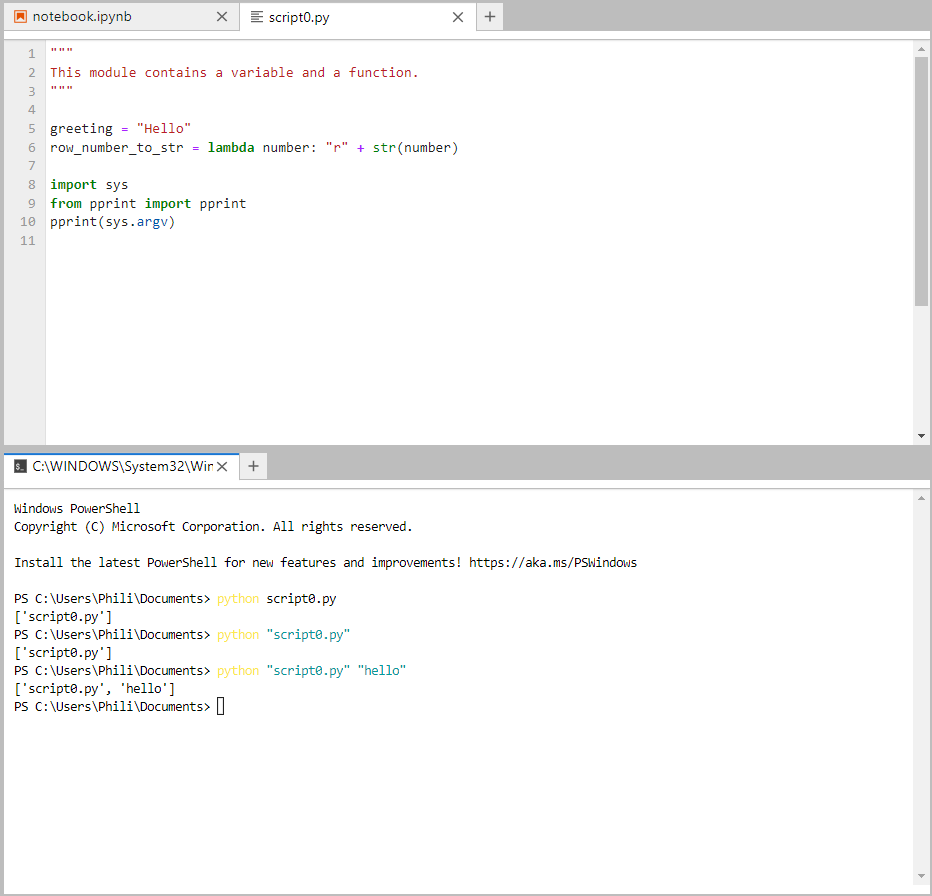 notebook.ipynb
script0.py
1 """
2 This module contains a variable and a function.
3 """
4
5 greeting = "Hello"
6 row_number_to_str = lambda number: "r" + str(number)
7
8 import sys
9 from pprint import pprint
10 pprint(sys.argv)
11
C:\WINDOWS\System32\Win
Windows PowerShell
Copyright (C) Microsoft Corporation. All rights reserved.
Install the latest PowerShell for new features and improvements! https://aka.ms/PSWindows
PS C:\Users\Phili\Documents> python script0.py
['script0.py']
PS C:\Users\Phili\Documents> python "script0.py"
['script0.py']
PS C:\Users\Phili\Documents> python "script0.py" "hello"
['script0.py', 'hello']
PS C:\Users\Phili\Documents>